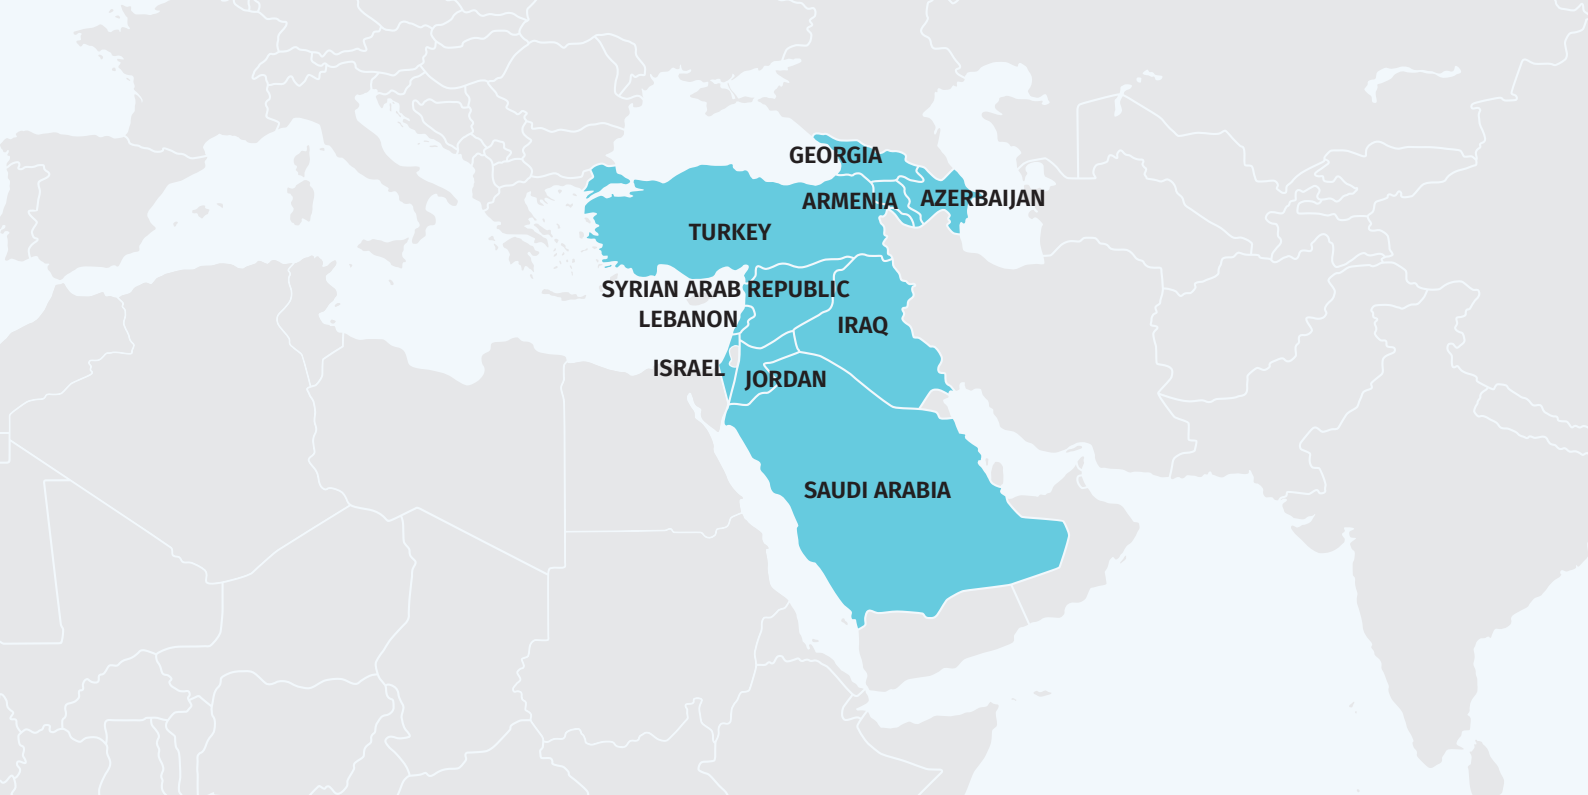 GEORGIA
ARMENIA
AZERBAIJAN
TURKEY
SYRIAN ARAB REPUBLIC
LEBANON
IRAQ
ISRAEL
JORDAN
SAUDI ARABIA